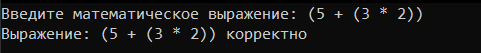 Введите математическое выражение: (5 + (3 * 2))
Выражение: (5 + (3 * 2)) корректно